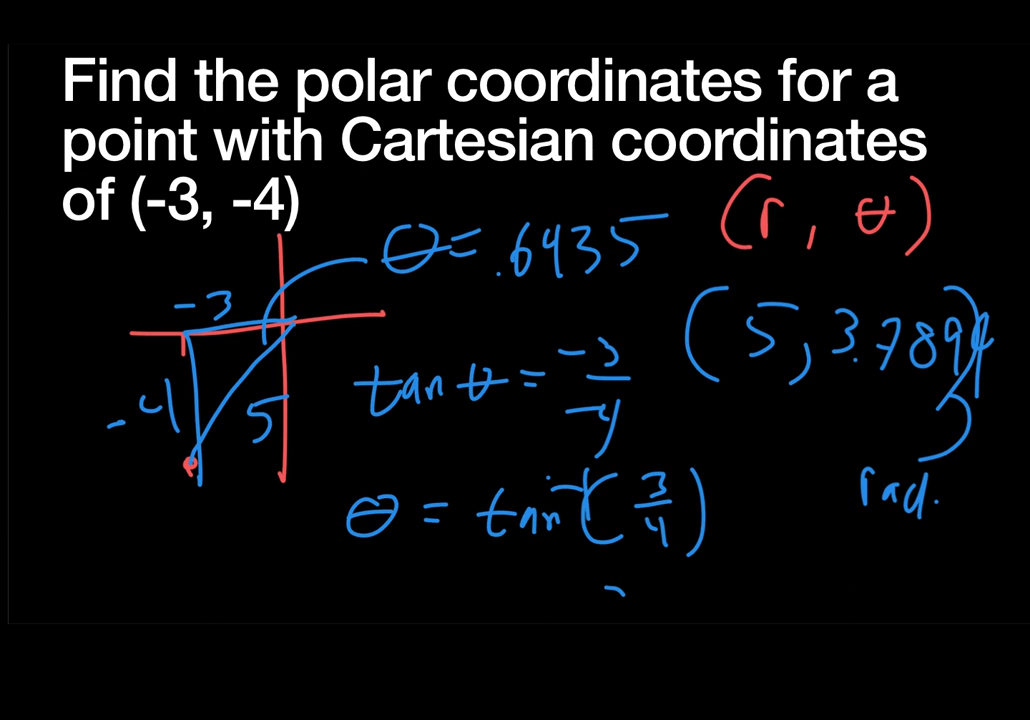 Find the polar coordinates for a
point with Cartesian coordinates
of (-3, -4)
(r, θ)
θ = .6435
-3
(5, 3.7899)
tan θ = -3/-4
-4
5
rad.
θ = tan⁻¹(3/4)